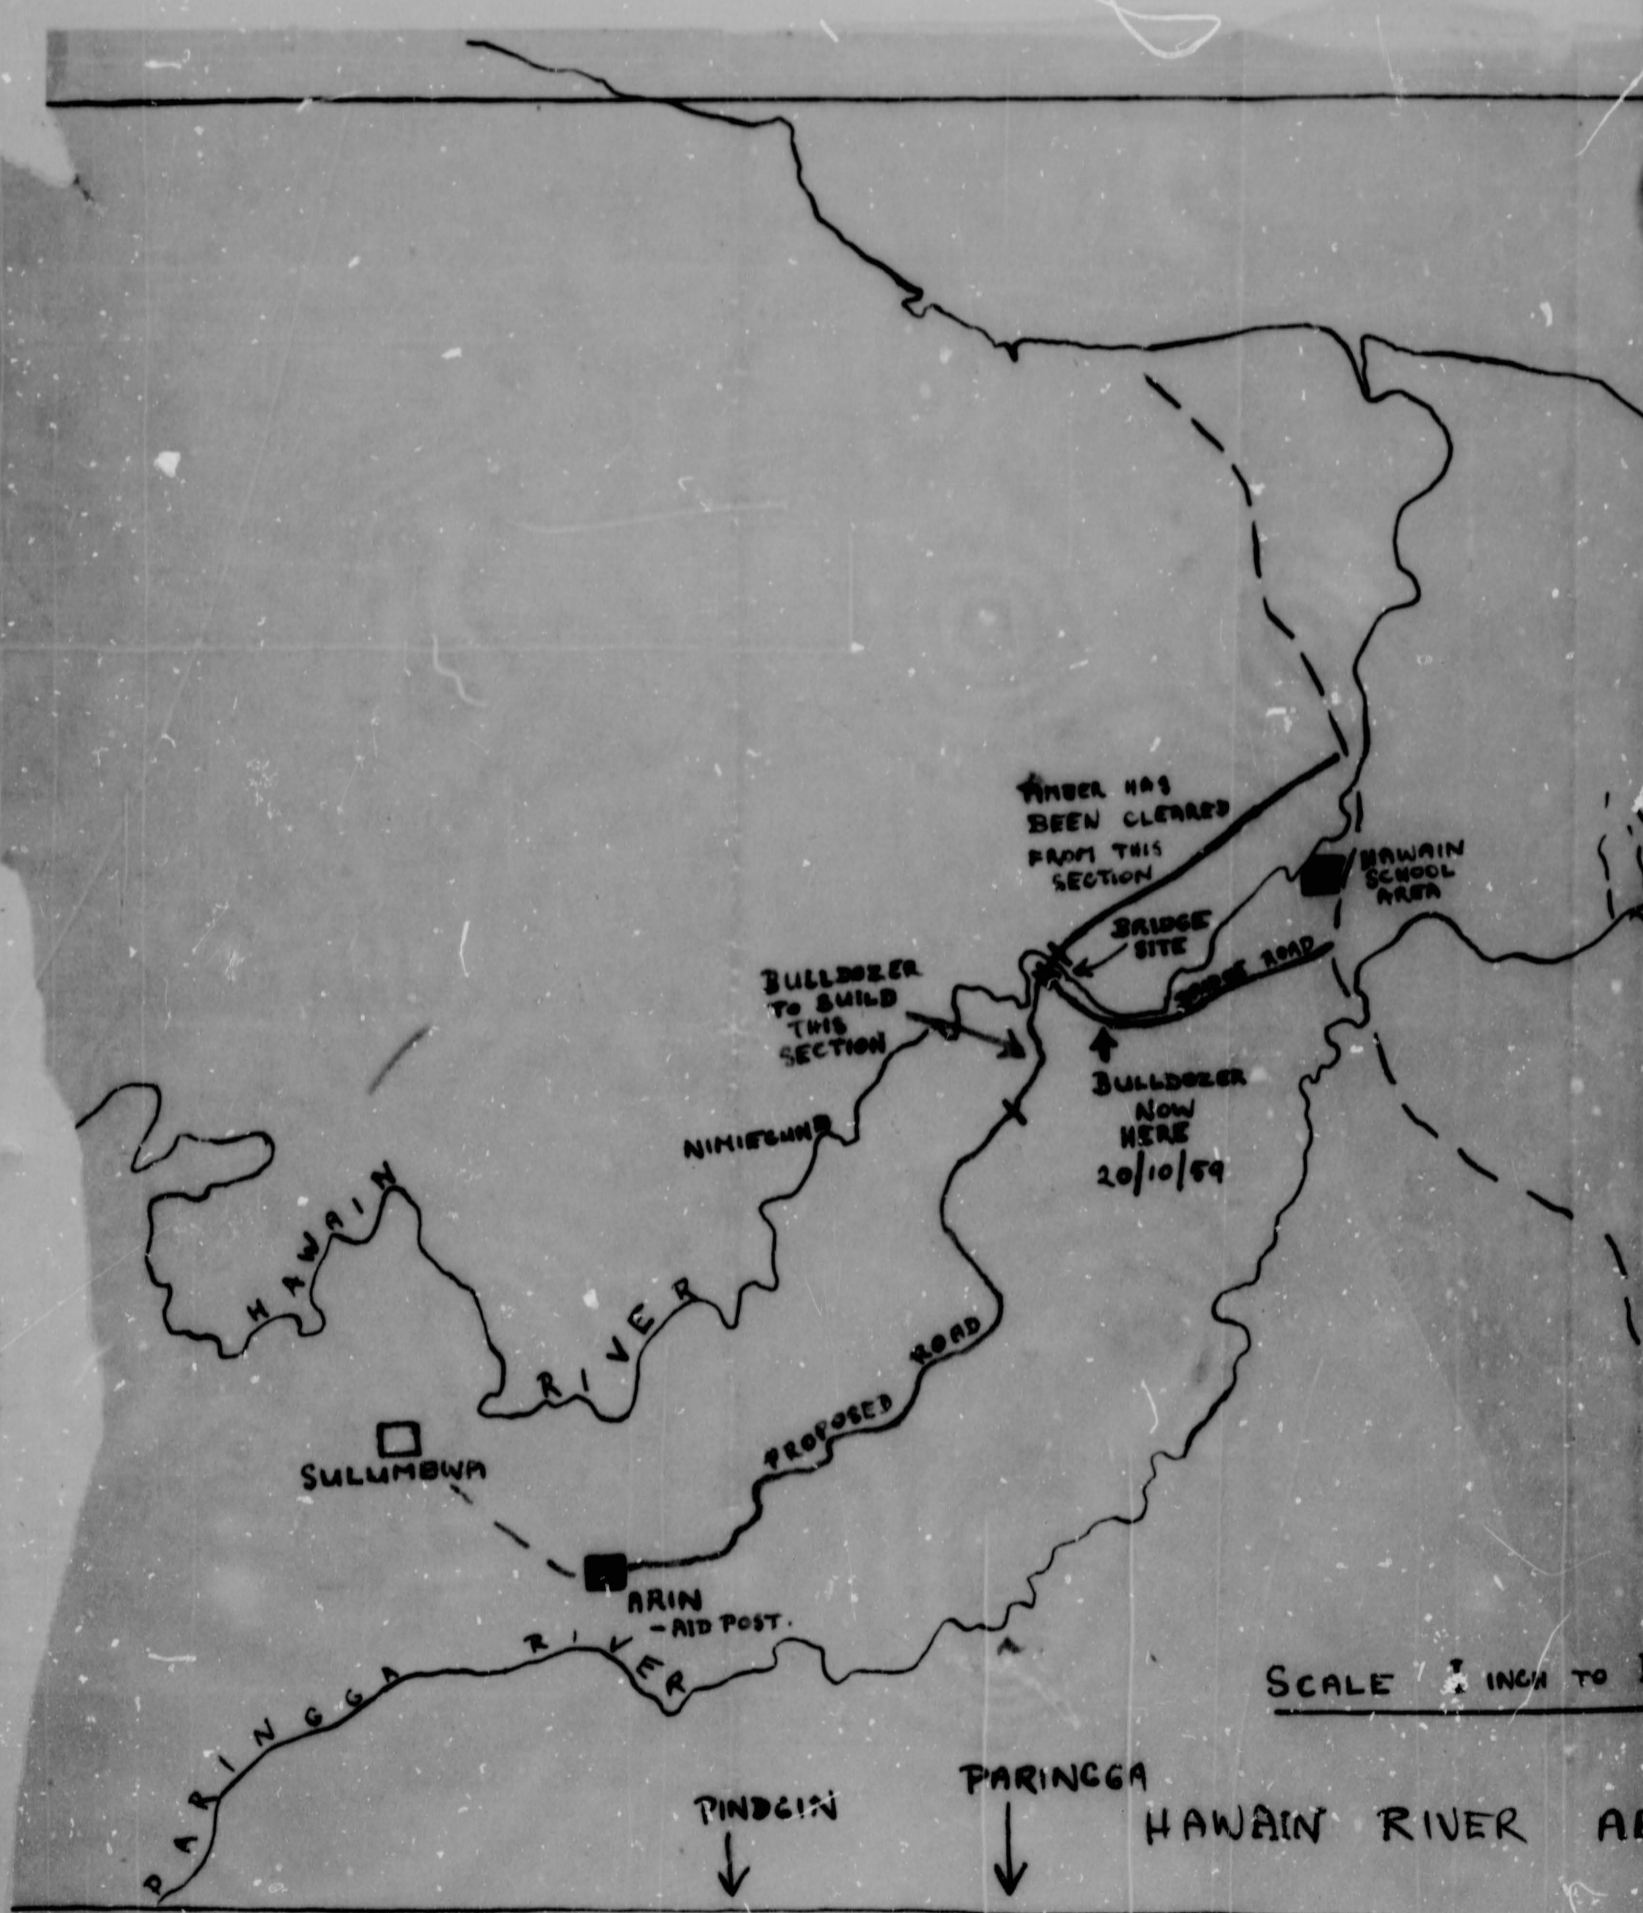 TIMBER HAS
BEEN CLEARED
FROM THIS
SECTION
HAWAIN
SCHOOL
AREA
BRIDGE
SITE
ROAD
BULLDOZER
TO BUILD
THIS
SECTION
BULLDOZER
NOW
HERE
20/10/59
HAWAIN RIVER
PROPOSED ROAD
SULUMBWA
ARIN
- AID POST.
PARINGGA RIVER
SCALE INCH TO
PINDGIN
PARINGGA
HAWAIN RIVER